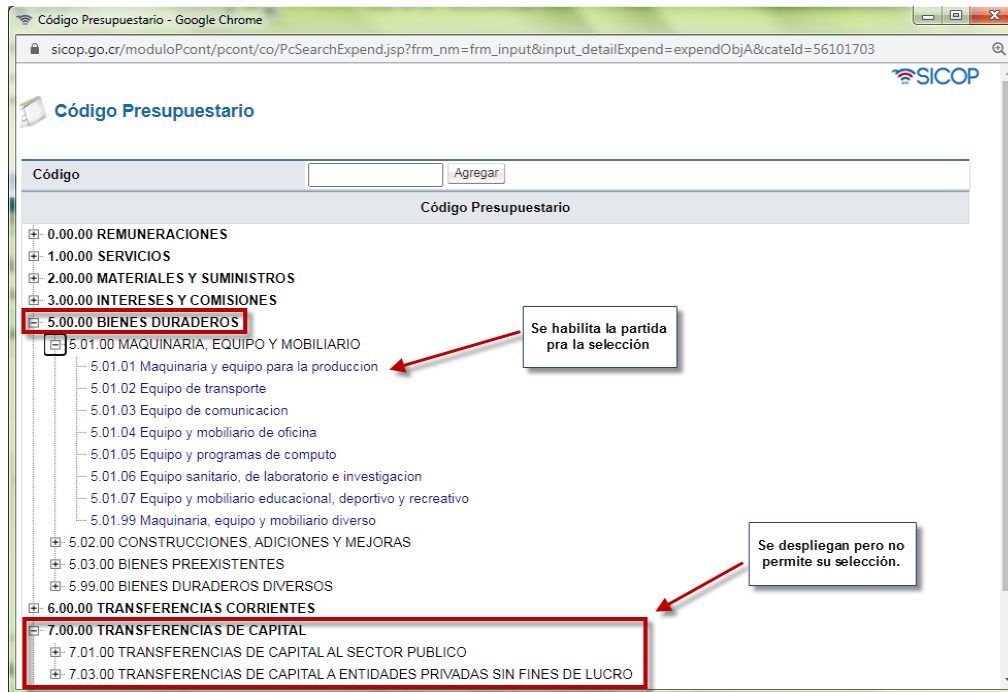 Código Presupuestario - Google Chrome
sicop.go.cr/moduloPcont/pcont/co/PcSearchExpend.jsp?frm_nm=frm_input&input_detailExpend=expendObjA&cateId=56101703
SICOP
Código Presupuestario
Código
Agregar
Código Presupuestario
0.00.00 REMUNERACIONES
1.00.00 SERVICIOS
2.00.00 MATERIALES Y SUMINISTROS
3.00.00 INTERESES Y COMISIONES
5.00.00 BIENES DURADEROS
Se habilita la partida
pra la selección
5.01.00 MAQUINARIA, EQUIPO Y MOBILIARIO
5.01.01 Maquinaria y equipo para la produccion
5.01.02 Equipo de transporte
5.01.03 Equipo de comunicacion
5.01.04 Equipo y mobiliario de oficina
5.01.05 Equipo y programas de computo
5.01.06 Equipo sanitario, de laboratorio e investigacion
5.01.07 Equipo y mobiliario educacional, deportivo y recreativo
5.01.99 Maquinaria, equipo y mobiliario diverso
5.02.00 CONSTRUCCIONES, ADICIONES Y MEJORAS
5.03.00 BIENES PREEXISTENTES
5.99.00 BIENES DURADEROS DIVERSOS
Se despliegan pero no
permite su selección.
6.00.00 TRANSFERENCIAS CORRIENTES
7.00.00 TRANSFERENCIAS DE CAPITAL
7.01.00 TRANSFERENCIAS DE CAPITAL AL SECTOR PUBLICO
7.03.00 TRANSFERENCIAS DE CAPITAL A ENTIDADES PRIVADAS SIN FINES DE LUCRO